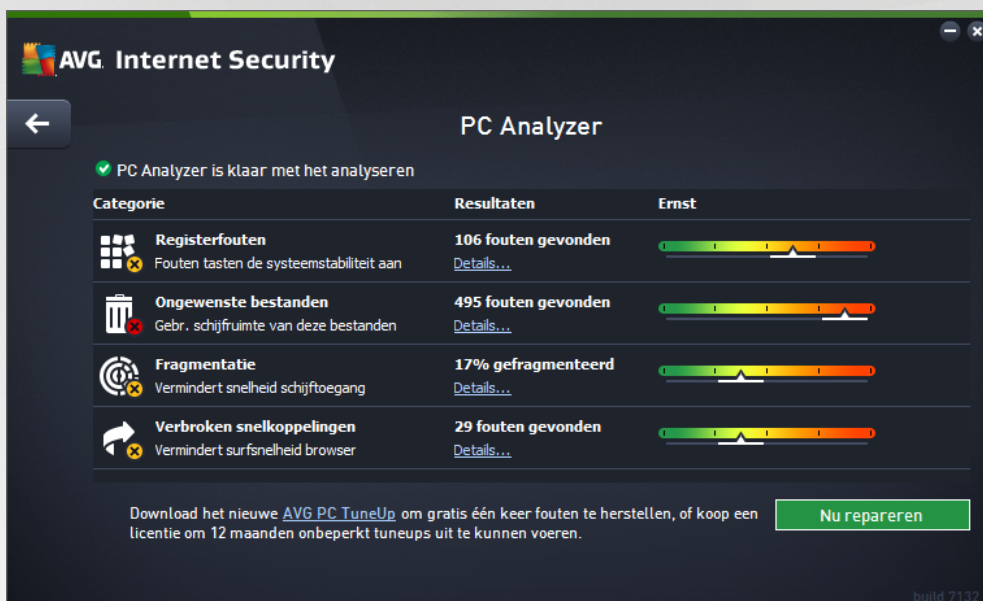 AVG. Internet Security
PC Analyzer
PC Analyzer is klaar met het analyseren
Categorie Resultaten Ernst
Registerfouten 106 fouten gevonden
Fouten tasten de systeemstabiliteit aan Details...
Ongewenste bestanden 495 fouten gevonden
Gebr. schijfruimte van deze bestanden Details...
Fragmentatie 17% gefragmenteerd
Vermindert snelheid schijftoegang Details...
Verbroken snelkoppelingen 29 fouten gevonden
Vermindert surfsnelheid browser Details...
Download het nieuwe AVG PC TuneUp om gratis één keer fouten te herstellen, of koop een
licentie om 12 maanden onbeperkt tuneups uit te kunnen voeren.
Nu repareren
build 7132